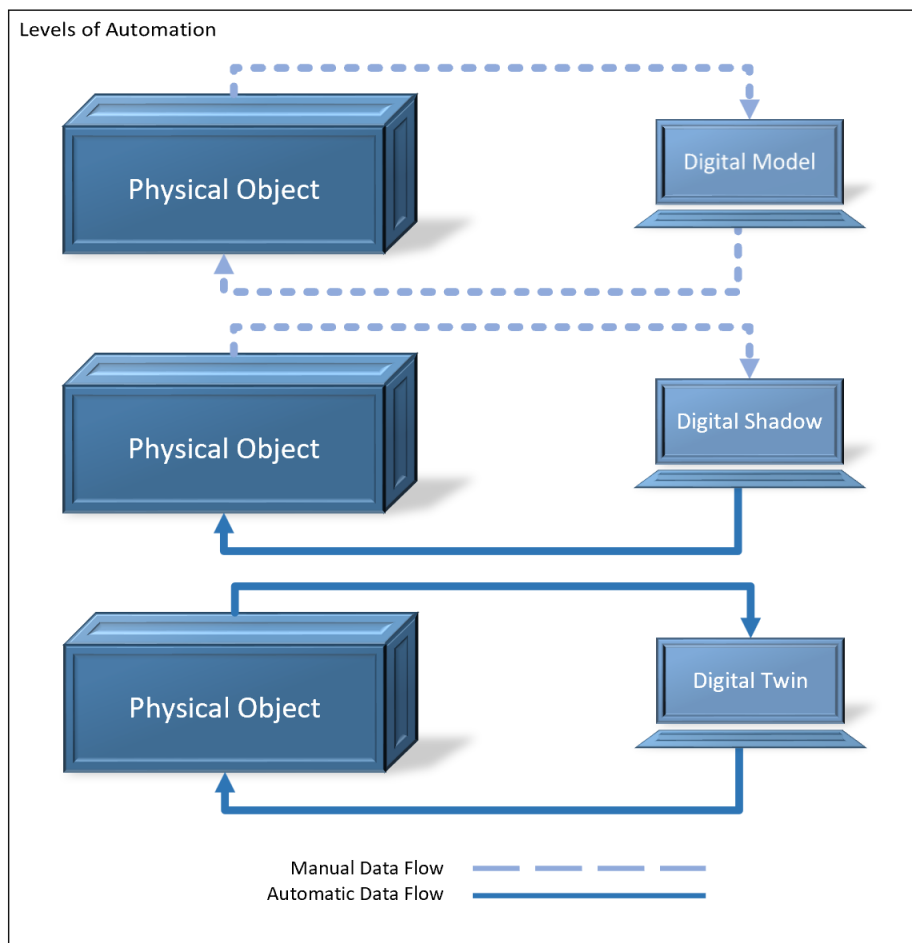 Levels of Automation
Physical Object
Digital Model
Physical Object
Digital Shadow
Physical Object
Digital Twin
Manual Data Flow
Automatic Data Flow